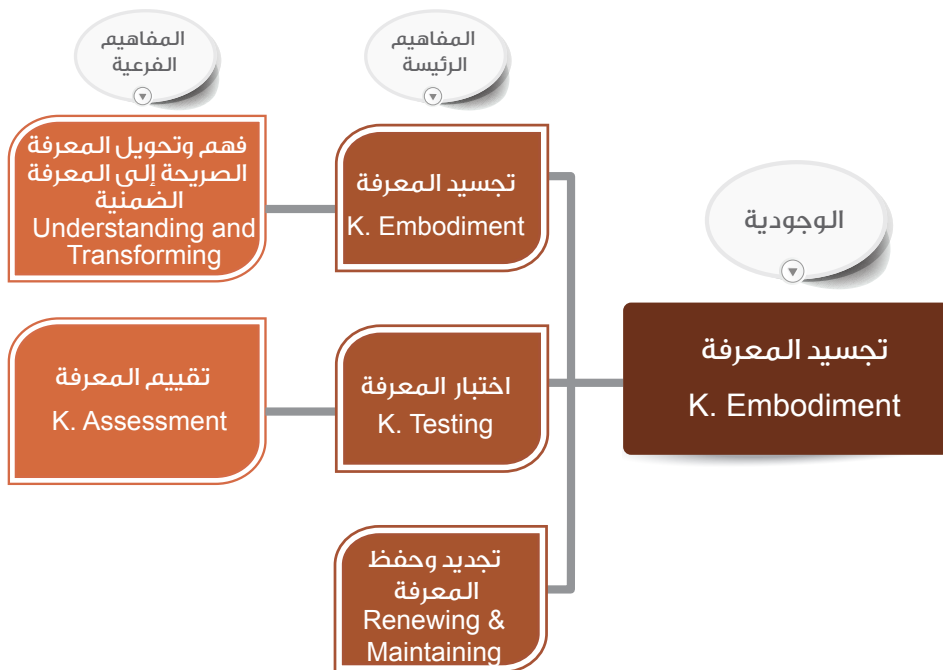 الوجودية
تجسيد المعرفة
K. Embodiment
المفاهيم
الرئيسة
تجسيد المعرفة
K. Embodiment
اختبار المعرفة
K. Testing
تجديد وحفظ
المعرفة
Renewing &
Maintaining
المفاهيم
الفرعية
فهم وتحويل المعرفة
الصريحة إلى المعرفة
الضمنية
Understanding and
Transforming
تقييم المعرفة
K. Assessment